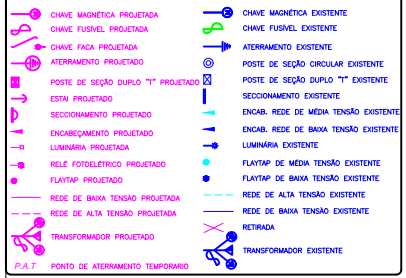 CHAVE MAGNÉTICA PROJETADA
CHAVE FUSÍVEL PROJETADA
CHAVE FACA PROJETADA
ATERRAMENTO PROJETADO
POSTE DE SEÇÃO DUPLO "T" PROJETADO
ESTAI PROJETADO
SECCIONAMENTO PROJETADO
ENCABEÇAMENTO PROJETADO
LUMINÁRIA PROJETADA
RELÉ FOTOELÉTRICO PROJETADO
FLAYTAP PROJETADO
REDE DE BAIXA TENSÃO PROJETADA
REDE DE ALTA TENSÃO PROJETADA
TRANSFORMADOR PROJETADO
P.A.T PONTO DE ATERRAMENTO TEMPORARIO
CHAVE MAGNÉTICA EXISTENTE
CHAVE FUSÍVEL EXISTENTE
ATERRAMENTO EXISTENTE
POSTE DE SEÇÃO CIRCULAR EXISTENTE
POSTE DE SEÇÃO DUPLO "T" EXISTENTE
SECCIONAMENTO EXISTENTE
ENCAB. REDE DE MÉDIA TENSÃO EXISTENTE
ENCAB. REDE DE BAIXA TENSÃO EXISTENTE
LUMINÁRIA EXISTENTE
FLAYTAP DE MÉDIA TENSÃO EXISTENTE
FLAYTAP DE BAIXA TENSÃO EXISTENTE
REDE DE ALTA TENSÃO EXISTENTE
REDE DE BAIXA TENSÃO EXISTENTE
RETIRADA
TRANSFORMADOR EXISTENTE